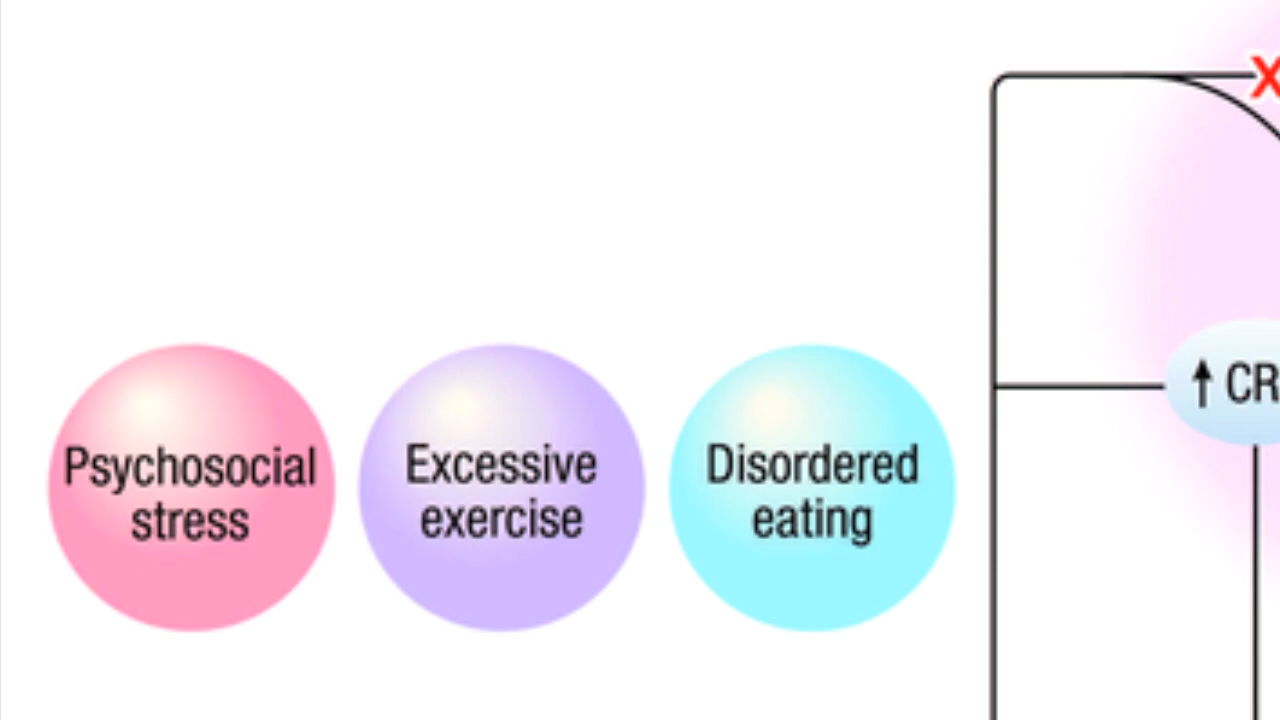 X
↑ CR
Psychosocial
stress
Excessive
exercise
Disordered
eating